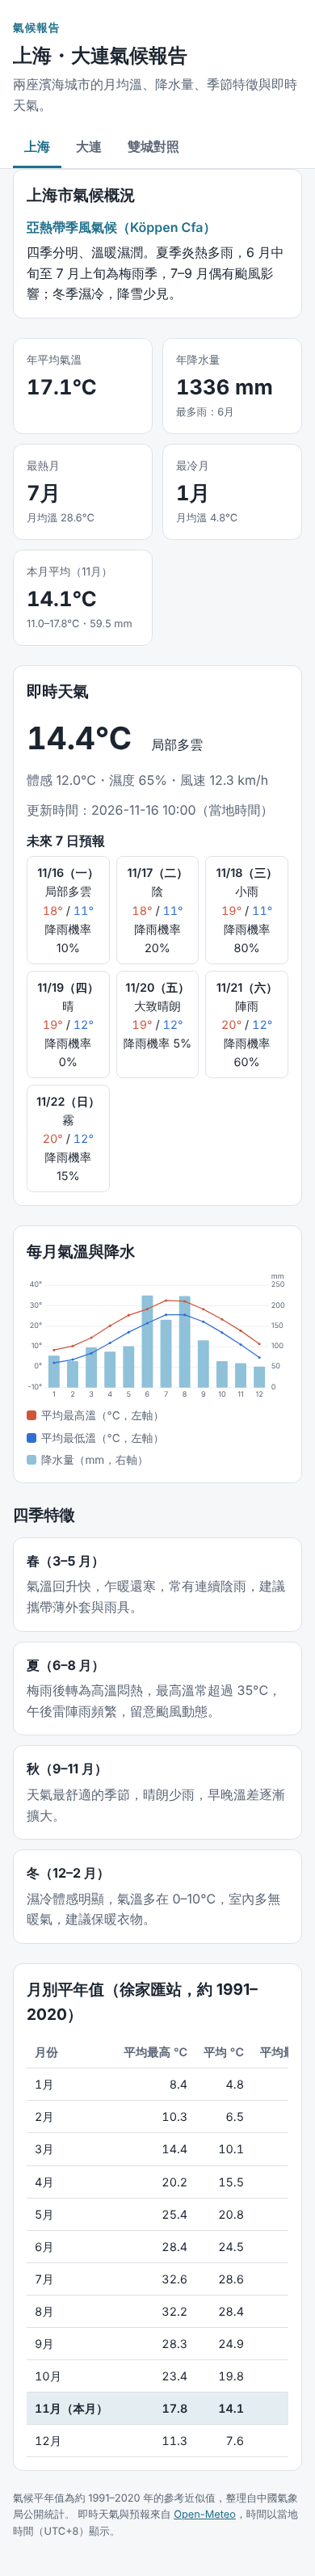 氣候報告
上海・大連氣候報告
兩座濱海城市的月均溫、降水量、季節特徵與即時
天氣。
上海 大連 雙城對照
上海市氣候概況
亞熱帶季風氣候（Köppen Cfa）
四季分明、溫暖濕潤。夏季炎熱多雨，6 月中
旬至 7 月上旬為梅雨季，7–9 月偶有颱風影
響；冬季濕冷，降雪少見。
年平均氣溫
17.1°C
年降水量
1336 mm
最多雨：6月
最熱月
7月
月均溫 28.6°C
最冷月
1月
月均溫 4.8°C
本月平均（11月）
14.1°C
11.0–17.8°C・59.5 mm
即時天氣
14.4°C 局部多雲
體感 12.0°C・濕度 65%・風速 12.3 km/h
更新時間：2026-11-16 10:00（當地時間）
未來 7 日預報
11/16（一）
局部多雲
18° / 11°
降雨機率
10%
11/17（二）
陰
18° / 11°
降雨機率
20%
11/18（三）
小雨
19° / 11°
降雨機率
80%
11/19（四）
晴
19° / 12°
降雨機率
0%
11/20（五）
大致晴朗
19° / 12°
降雨機率 5%
11/21（六）
陣雨
20° / 12°
降雨機率
60%
11/22（日）
霧
20° / 12°
降雨機率
15%
每月氣溫與降水
mm
40° 250
30° 200
20° 150
10° 100
0° 50
-10° 0
1 2 3 4 5 6 7 8 9 10 11 12
平均最高溫（°C，左軸）
平均最低溫（°C，左軸）
降水量（mm，右軸）
四季特徵
春（3–5 月）
氣溫回升快，乍暖還寒，常有連續陰雨，建議
攜帶薄外套與雨具。
夏（6–8 月）
梅雨後轉為高溫悶熱，最高溫常超過 35°C，
午後雷陣雨頻繁，留意颱風動態。
秋（9–11 月）
天氣最舒適的季節，晴朗少雨，早晚溫差逐漸
擴大。
冬（12–2 月）
濕冷體感明顯，氣溫多在 0–10°C，室內多無
暖氣，建議保暖衣物。
月別平年值（徐家匯站，約 1991–
2020）
月份 平均最高 °C 平均 °C 平均
1月 8.4 4.8
2月 10.3 6.5
3月 14.4 10.1
4月 20.2 15.5
5月 25.4 20.8
6月 28.4 24.5
7月 32.6 28.6
8月 32.2 28.4
9月 28.3 24.9
10月 23.4 19.8
11月（本月） 17.8 14.1
12月 11.3 7.6
氣候平年值為約 1991–2020 年的參考近似值，整理自中國氣象
局公開統計。 即時天氣與預報來自 Open-Meteo，時間以當地
時間（UTC+8）顯示。